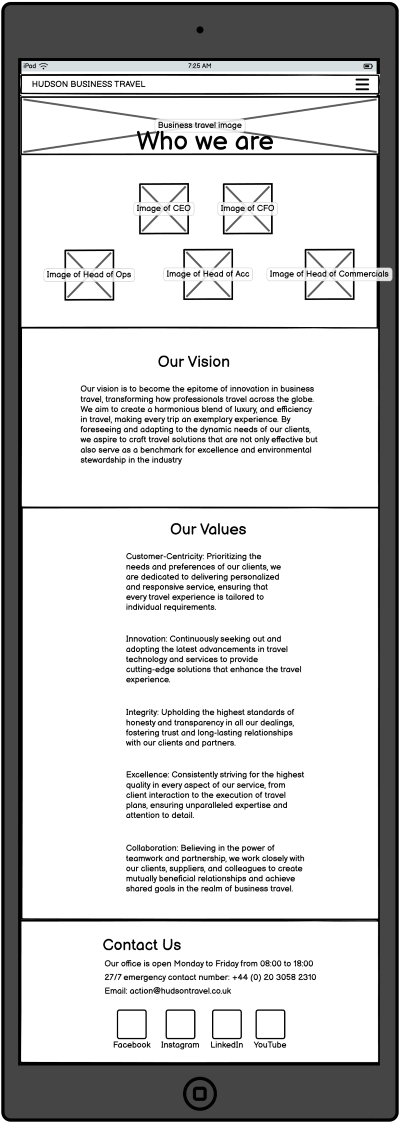 iPad 7:25 AM
HUDSON BUSINESS TRAVEL
Business travel image
Who we are
Image of CEO Image of CFO
Image of Head of Ops Image of Head of Acc Image of Head of Commercials
Our Vision
Our vision is to become the epitome of innovation in business
travel, transforming how professionals travel across the globe.
We aim to create a harmonious blend of luxury, and efficiency
in travel, making every trip an exemplary experience. By
foreseeing and adapting to the dynamic needs of our clients,
we aspire to craft travel solutions that are not only effective but
also serve as a benchmark for excellence and environmental
stewardship in the industry
Our Values
Customer-Centricity: Prioritizing the
needs and preferences of our clients, we
are dedicated to delivering personalized
and responsive service, ensuring that
every travel experience is tailored to
individual requirements.
Innovation: Continuously seeking out and
adopting the latest advancements in travel
technology and services to provide
cutting-edge solutions that enhance the travel
experience.
Integrity: Upholding the highest standards of
honesty and transparency in all our dealings,
fostering trust and long-lasting relationships
with our clients and partners.
Excellence: Consistently striving for the highest
quality in every aspect of our service, from
client interaction to the execution of travel
plans, ensuring unparalleled expertise and
attention to detail.
Collaboration: Believing in the power of
teamwork and partnership, we work closely with
our clients, suppliers, and colleagues to create
mutually beneficial relationships and achieve
shared goals in the realm of business travel.
Contact Us
Our office is open Monday to Friday from 08:00 to 18:00
27/7 emergency contact number: +44 (0) 20 3058 2310
Email: action@hudsontravel.co.uk
Facebook Instagram LinkedIn YouTube